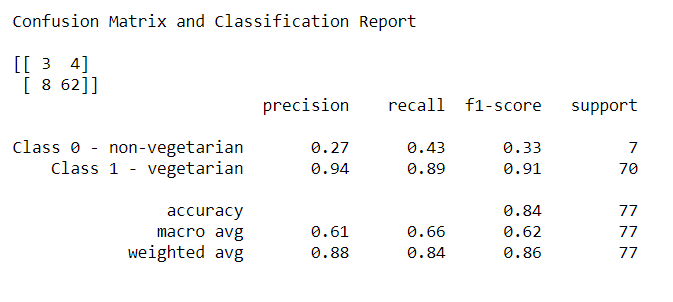 Confusion Matrix and Classification Report
[[ 3  4]
 [ 8 62]]
precision recall f1-score support
Class 0 - non-vegetarian 0.27 0.43 0.33 7
Class 1 - vegetarian 0.94 0.89 0.91 70
accuracy 0.84 77
macro avg 0.61 0.66 0.62 77
weighted avg 0.88 0.84 0.86 77